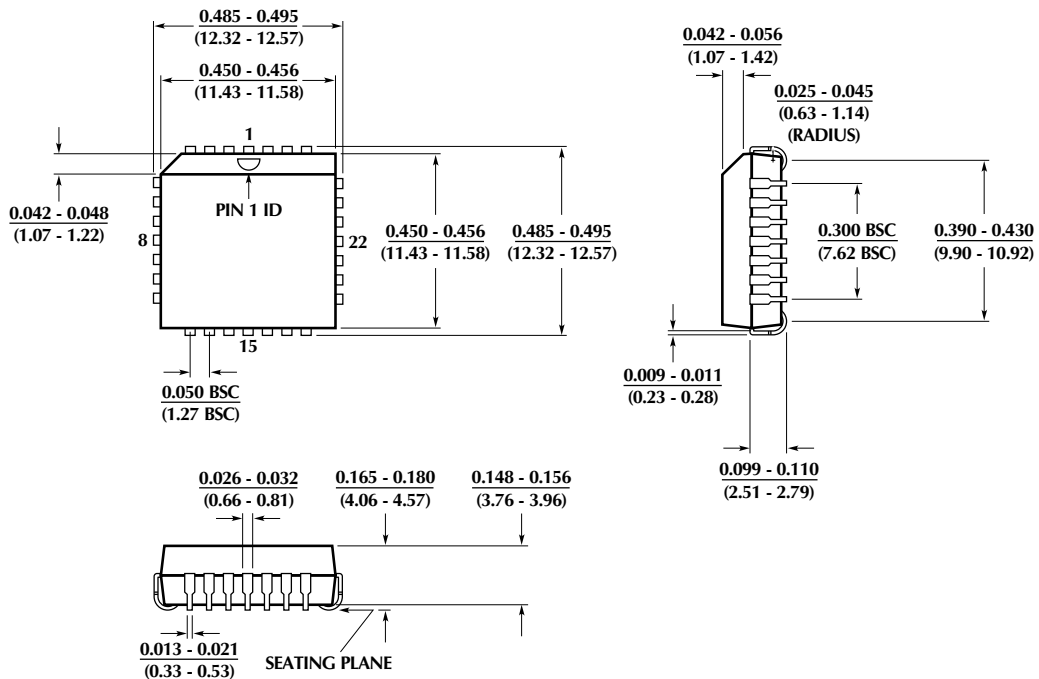 0.485 - 0.495
(12.32 - 12.57)
0.450 - 0.456
(11.43 - 11.58)
1
PIN 1 ID
0.042 - 0.048
(1.07 - 1.22)
8
22
0.450 - 0.456
(11.43 - 11.58)
0.485 - 0.495
(12.32 - 12.57)
15
0.050 BSC
(1.27 BSC)
0.042 - 0.056
(1.07 - 1.42)
0.025 - 0.045
(0.63 - 1.14)
(RADIUS)
0.300 BSC
(7.62 BSC)
0.390 - 0.430
(9.90 - 10.92)
0.009 - 0.011
(0.23 - 0.28)
0.099 - 0.110
(2.51 - 2.79)
0.026 - 0.032
(0.66 - 0.81)
0.165 - 0.180
(4.06 - 4.57)
0.148 - 0.156
(3.76 - 3.96)
0.013 - 0.021
(0.33 - 0.53)
SEATING PLANE